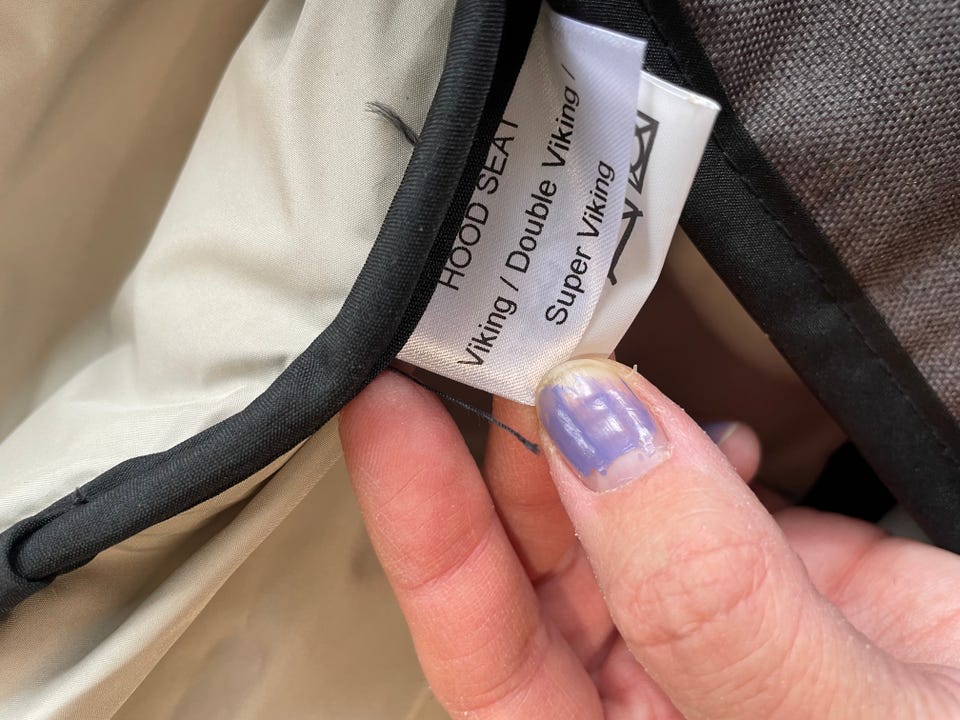 HOOD SEAT
Viking / Double Viking /
Super Viking